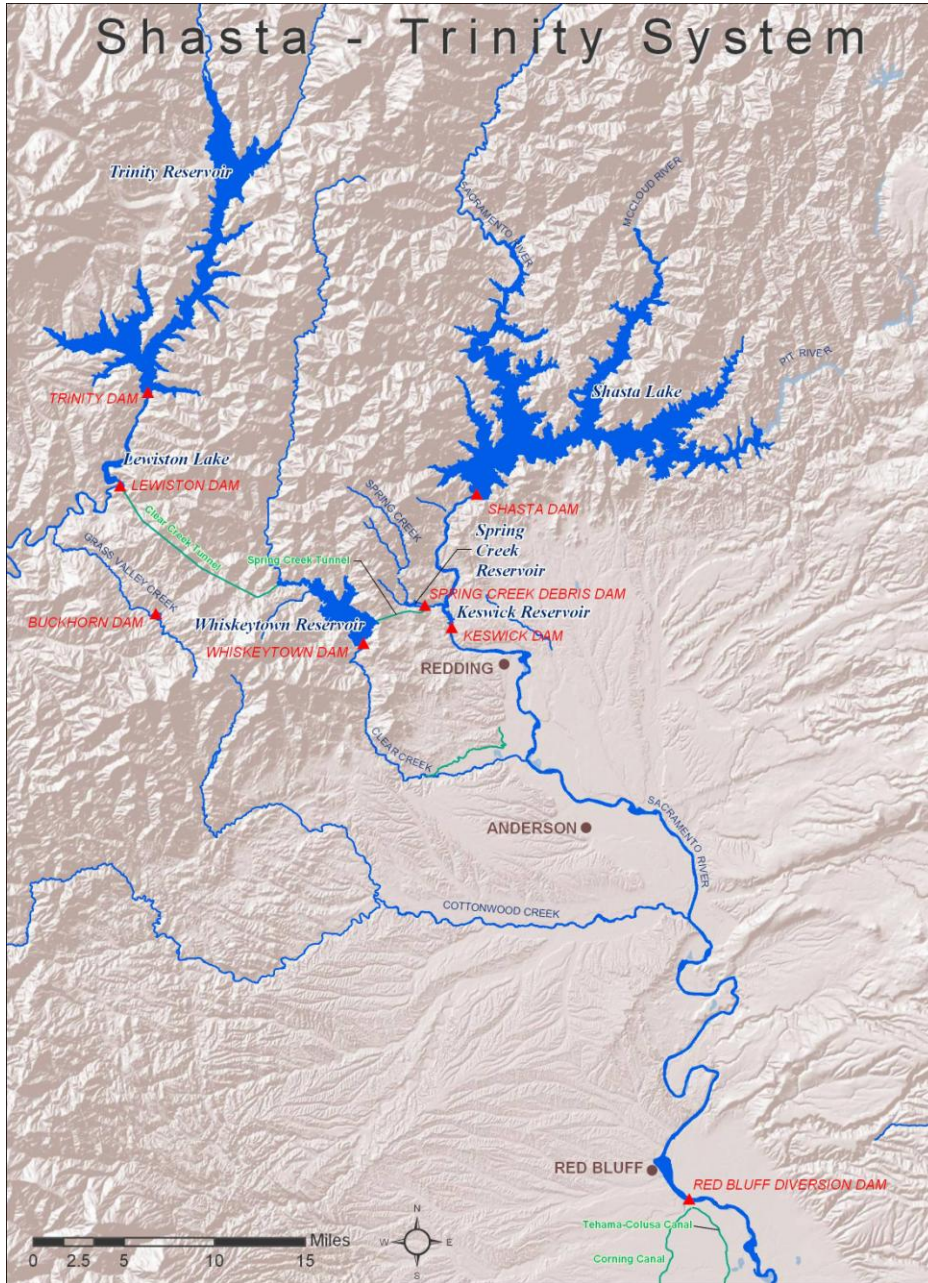 Shasta - Trinity System
Trinity Reservoir
SACRAMENTO RIVER
MCCLOUD RIVER
PIT RIVER
Shasta Lake
TRINITY DAM
Lewiston Lake
LEWISTON DAM
SHASTA DAM
Clear Creek Tunnel
SPRING CREEK
Spring
Creek
Reservoir
Spring Creek Tunnel
GRASS VALLEY CREEK
SPRING CREEK DEBRIS DAM
BUCKHORN DAM
Whiskeytown Reservoir
Keswick Reservoir
WHISKEYTOWN DAM
KESWICK DAM
REDDING
CLEAR CREEK
SACRAMENTO RIVER
ANDERSON
COTTONWOOD CREEK
RED BLUFF
RED BLUFF DIVERSION DAM
Tehama-Colusa Canal
Corning Canal
N
W E
S
Miles
0 2.5 5 10 15